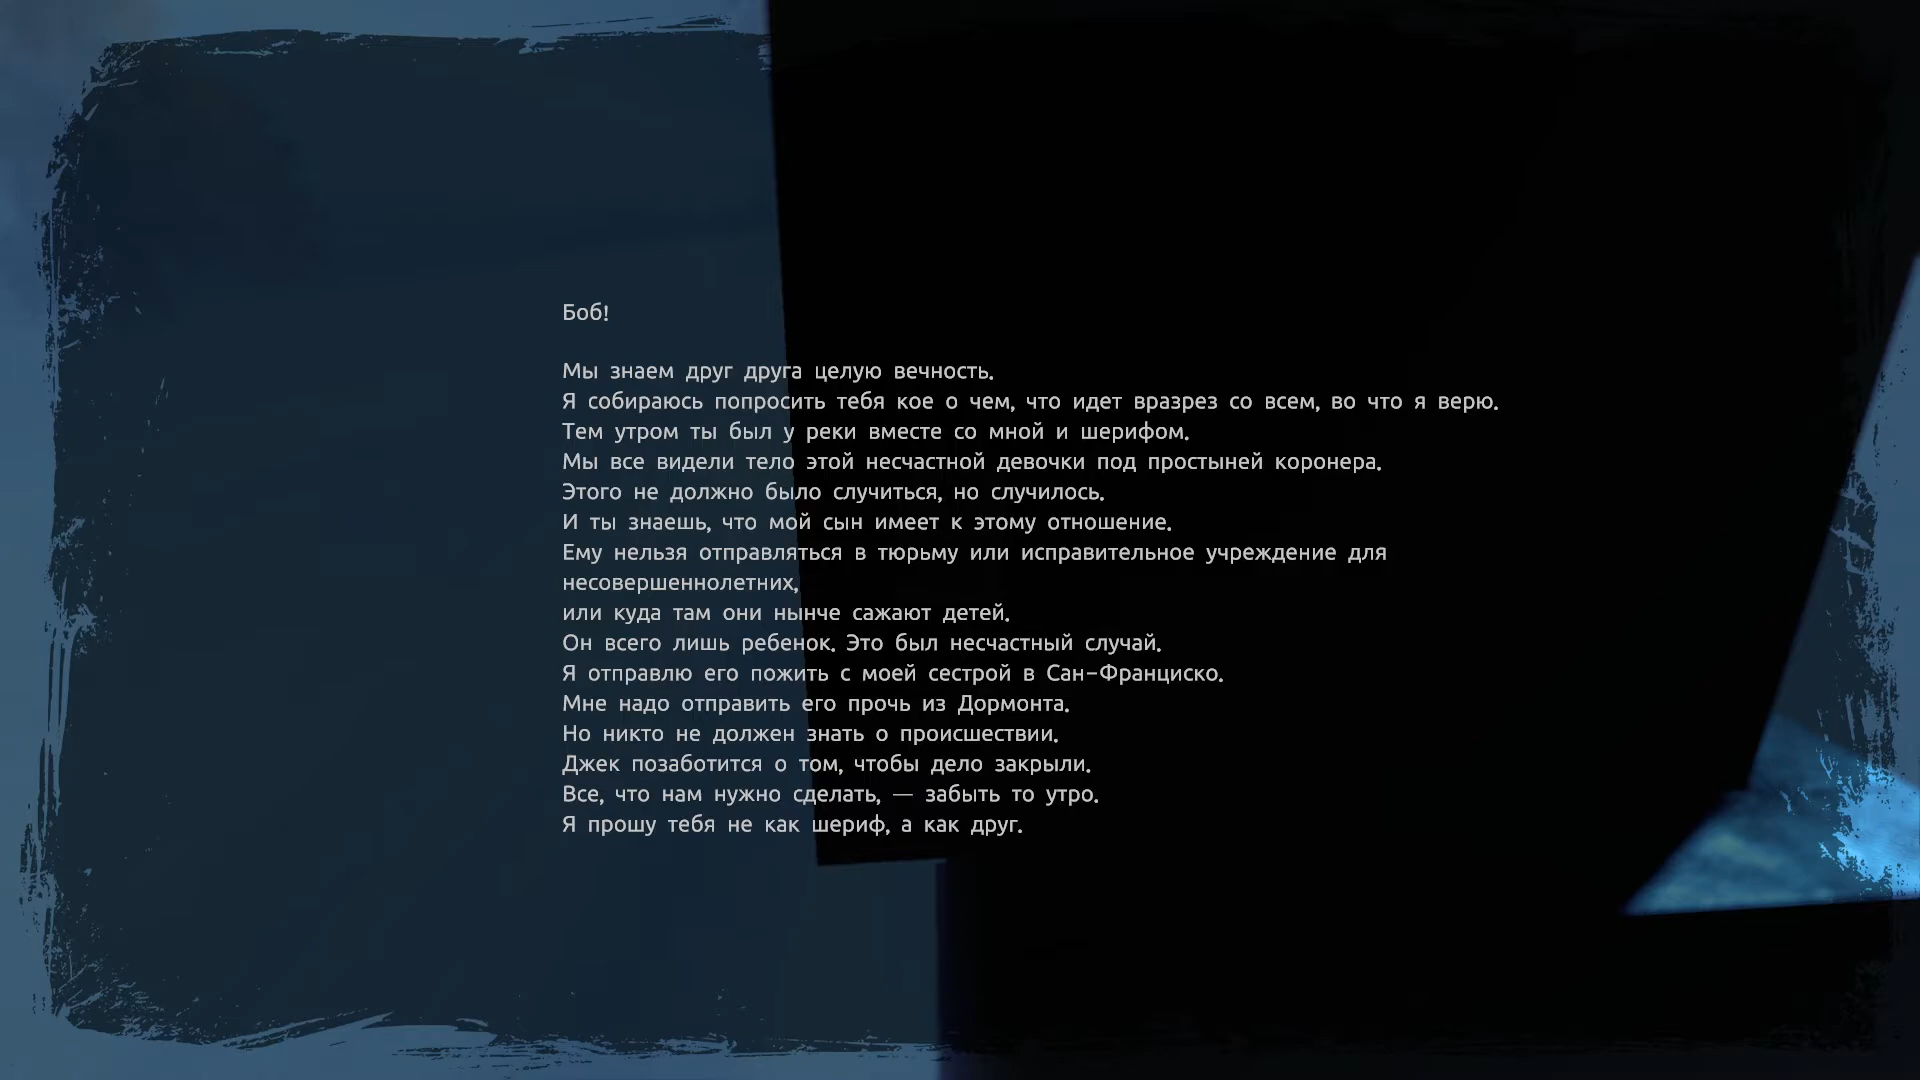 Боб!
Мы знаем друг друга целую вечность.
Я собираюсь попросить тебя кое о чем, что идет вразрез со всем, во что я верю.
Тем утром ты был у реки вместе со мной и шерифом.
Мы все видели тело этой несчастной девочки под простыней коронера.
Этого не должно было случиться, но случилось.
И ты знаешь, что мой сын имеет к этому отношение.
Ему нельзя отправляться в тюрьму или исправительное учреждение для
несовершеннолетних,
или куда там они нынче сажают детей.
Он всего лишь ребенок. Это был несчастный случай.
Я отправлю его пожить с моей сестрой в Сан-Франциско.
Мне надо отправить его прочь из Дормонта.
Но никто не должен знать о происшествии.
Джек позаботится о том, чтобы дело закрыли.
Все, что нам нужно сделать, — забыть то утро.
Я прошу тебя не как шериф, а как друг.